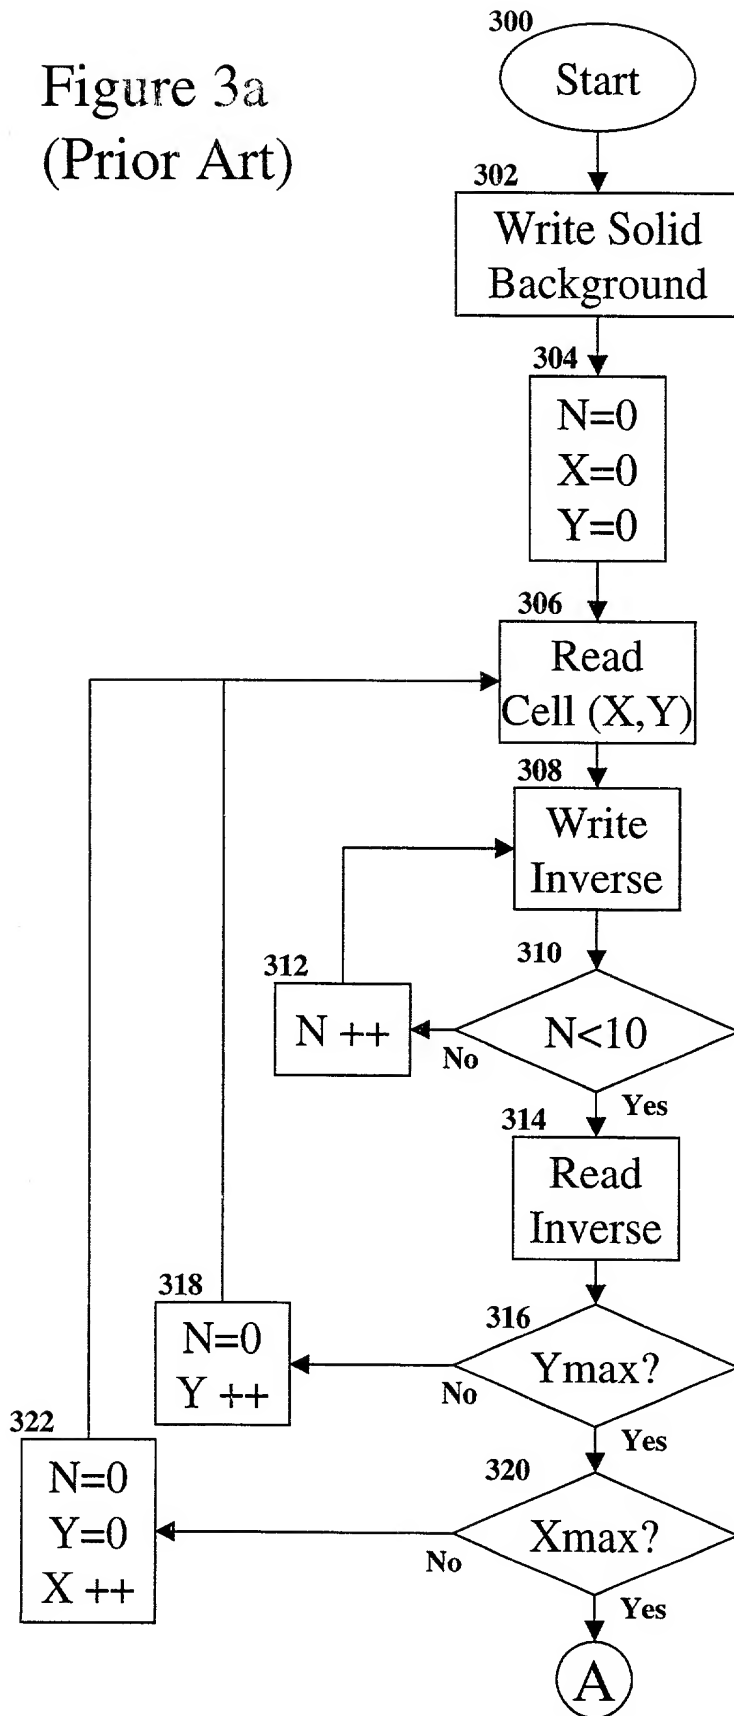 Figure 3a
(Prior Art)
300
Start
302
Write Solid
Background
304
N=0
X=0
Y=0
306
Read
Cell (X,Y)
308
Write
Inverse
310
N<10
No
Yes
312
N ++
314
Read
Inverse
316
Ymax?
No
Yes
318
N=0
Y ++
320
Xmax?
No
Yes
322
N=0
Y=0
X ++
A